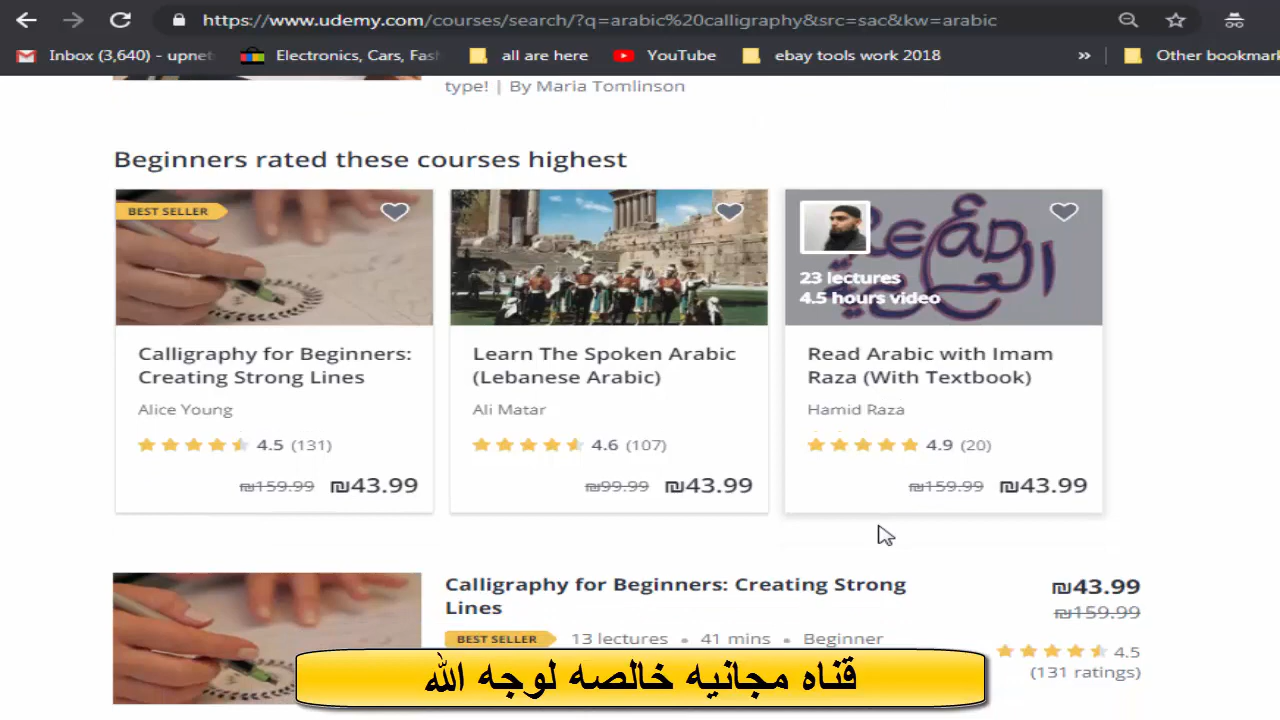 https://www.udemy.com/courses/search/?q=arabic%20calligraphy&src=sac&kw=arabic
Inbox (3,640) - upnet
Electronics, Cars, Fash
all are here
YouTube
ebay tools work 2018
»
Other bookmark
type! | By Maria Tomlinson
Beginners rated these courses highest
BEST SELLER
Calligraphy for Beginners:
Creating Strong Lines
Alice Young
4.5 (131)
₪159.99 ₪43.99
Learn The Spoken Arabic
(Lebanese Arabic)
Ali Matar
4.6 (107)
₪99.99 ₪43.99
READ
23 lectures
4.5 hours video
Read Arabic with Imam
Raza (With Textbook)
Hamid Raza
4.9 (20)
₪159.99 ₪43.99
Calligraphy for Beginners: Creating Strong
Lines
BEST SELLER 13 lectures • 41 mins • Beginner
₪43.99
₪159.99
4.5
(131 ratings)
قناه مجانيه خالصه لوجه الله